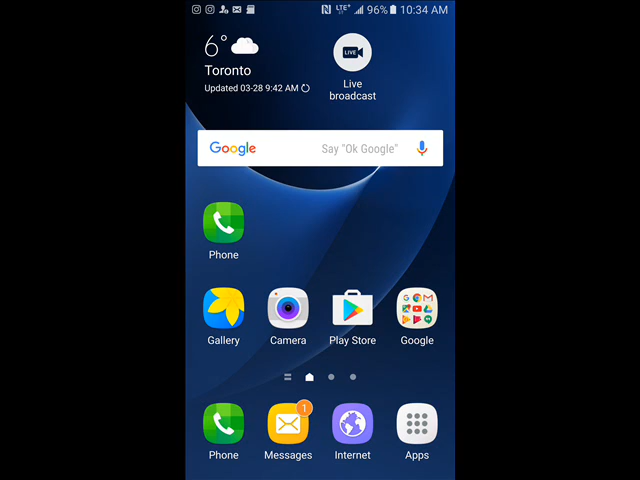 LTE+ 96% 10:34 AM
6°
Toronto
Updated 03-28 9:42 AM
LIVE
Live
broadcast
Google Say "Ok Google"
Phone
Gallery Camera Play Store Google
1
Phone Messages Internet Apps